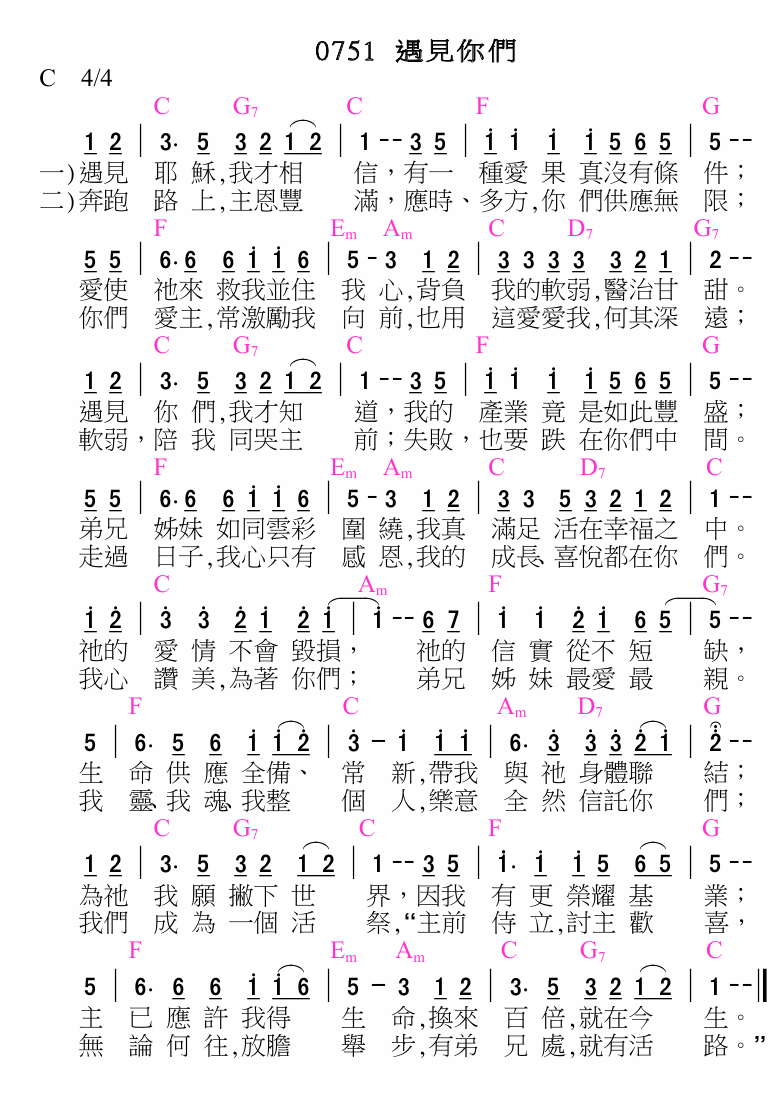 0751 遇見你們
C 4/4
C G7 C F G
1 2 | 3. 5 3 2 1 2 | 1 -- 3 5 | i i i i 5 6 5 | 5 --
一)遇見 耶 穌,我才相 信，有一 種愛 果 真沒有條 件；
二)奔跑 路 上,主恩豐 滿，應時、多方,你 們供應無 限；
F Em Am C D7 G7
5 5 | 6. 6 6 i i 6 | 5 - 3 1 2 | 3 3 3 3 3 2 1 | 2 --
愛使 祂來 救我並住 我 心,背負 我的軟弱,醫治甘 甜。
你們 愛主,常激勵我 向 前,也用 這愛愛我,何其深 遠；
C G7 C F G
1 2 | 3. 5 3 2 1 2 | 1 -- 3 5 | i i i i 5 6 5 | 5 --
遇見 你 們,我才知 道，我的 產業 竟 是如此豐 盛；
軟弱，陪 我 同哭主 前；失敗，也要 跌 在你們中 間。
F Em Am C D7 C
5 5 | 6. 6 6 i i 6 | 5 - 3 1 2 | 3 3 5 3 2 1 2 | 1 --
弟兄 姊妹 如同雲彩 圍 繞,我真 滿足 活在幸福之 中。
走過 日子,我心只有 感 恩,我的 成長、喜悅都在你 們。
C Am F G7
i 2̇ | 3̇ 3̇ 2̇ i 2̇ i | i -- 6 7 | i i 2̇ i 6 5 | 5 --
祂的 愛 情 不會 毀損， 祂的 信 實 從不 短 缺，
我心 讚 美,為著 你們； 弟兄 姊 妹 最愛 最 親。
F C Am D7 G
5 | 6. 5 6 i i 2̇ | 3̇ - i i i | 6. 3̇ 3̇ 3̇ 2̇ i | 2̇ --
生 命 供 應 全備、 常 新,帶我 與 祂 身體聯 結；
我 靈、我 魂、我整 個 人,樂意 全 然 信託你 們；
C G7 C F G
1 2 | 3. 5 3 2 1 2 | 1 -- 3 5 | i. i i 5 6 5 | 5 --
為祂 我 願 撇下 世 界，因我 有 更 榮耀 基 業；
我們 成 為 一個 活 祭,“主前 侍 立,討主 歡 喜，
F Em Am C G7 C
5 | 6. 6 6 i i 6 | 5 - 3 1 2 | 3. 5 3 2 1 2 | 1 -- ‖
主 已 應 許 我得 生 命,換來 百 倍,就在今 生。
無 論 何 往,放膽 舉 步,有弟 兄 處,就有活 路。”